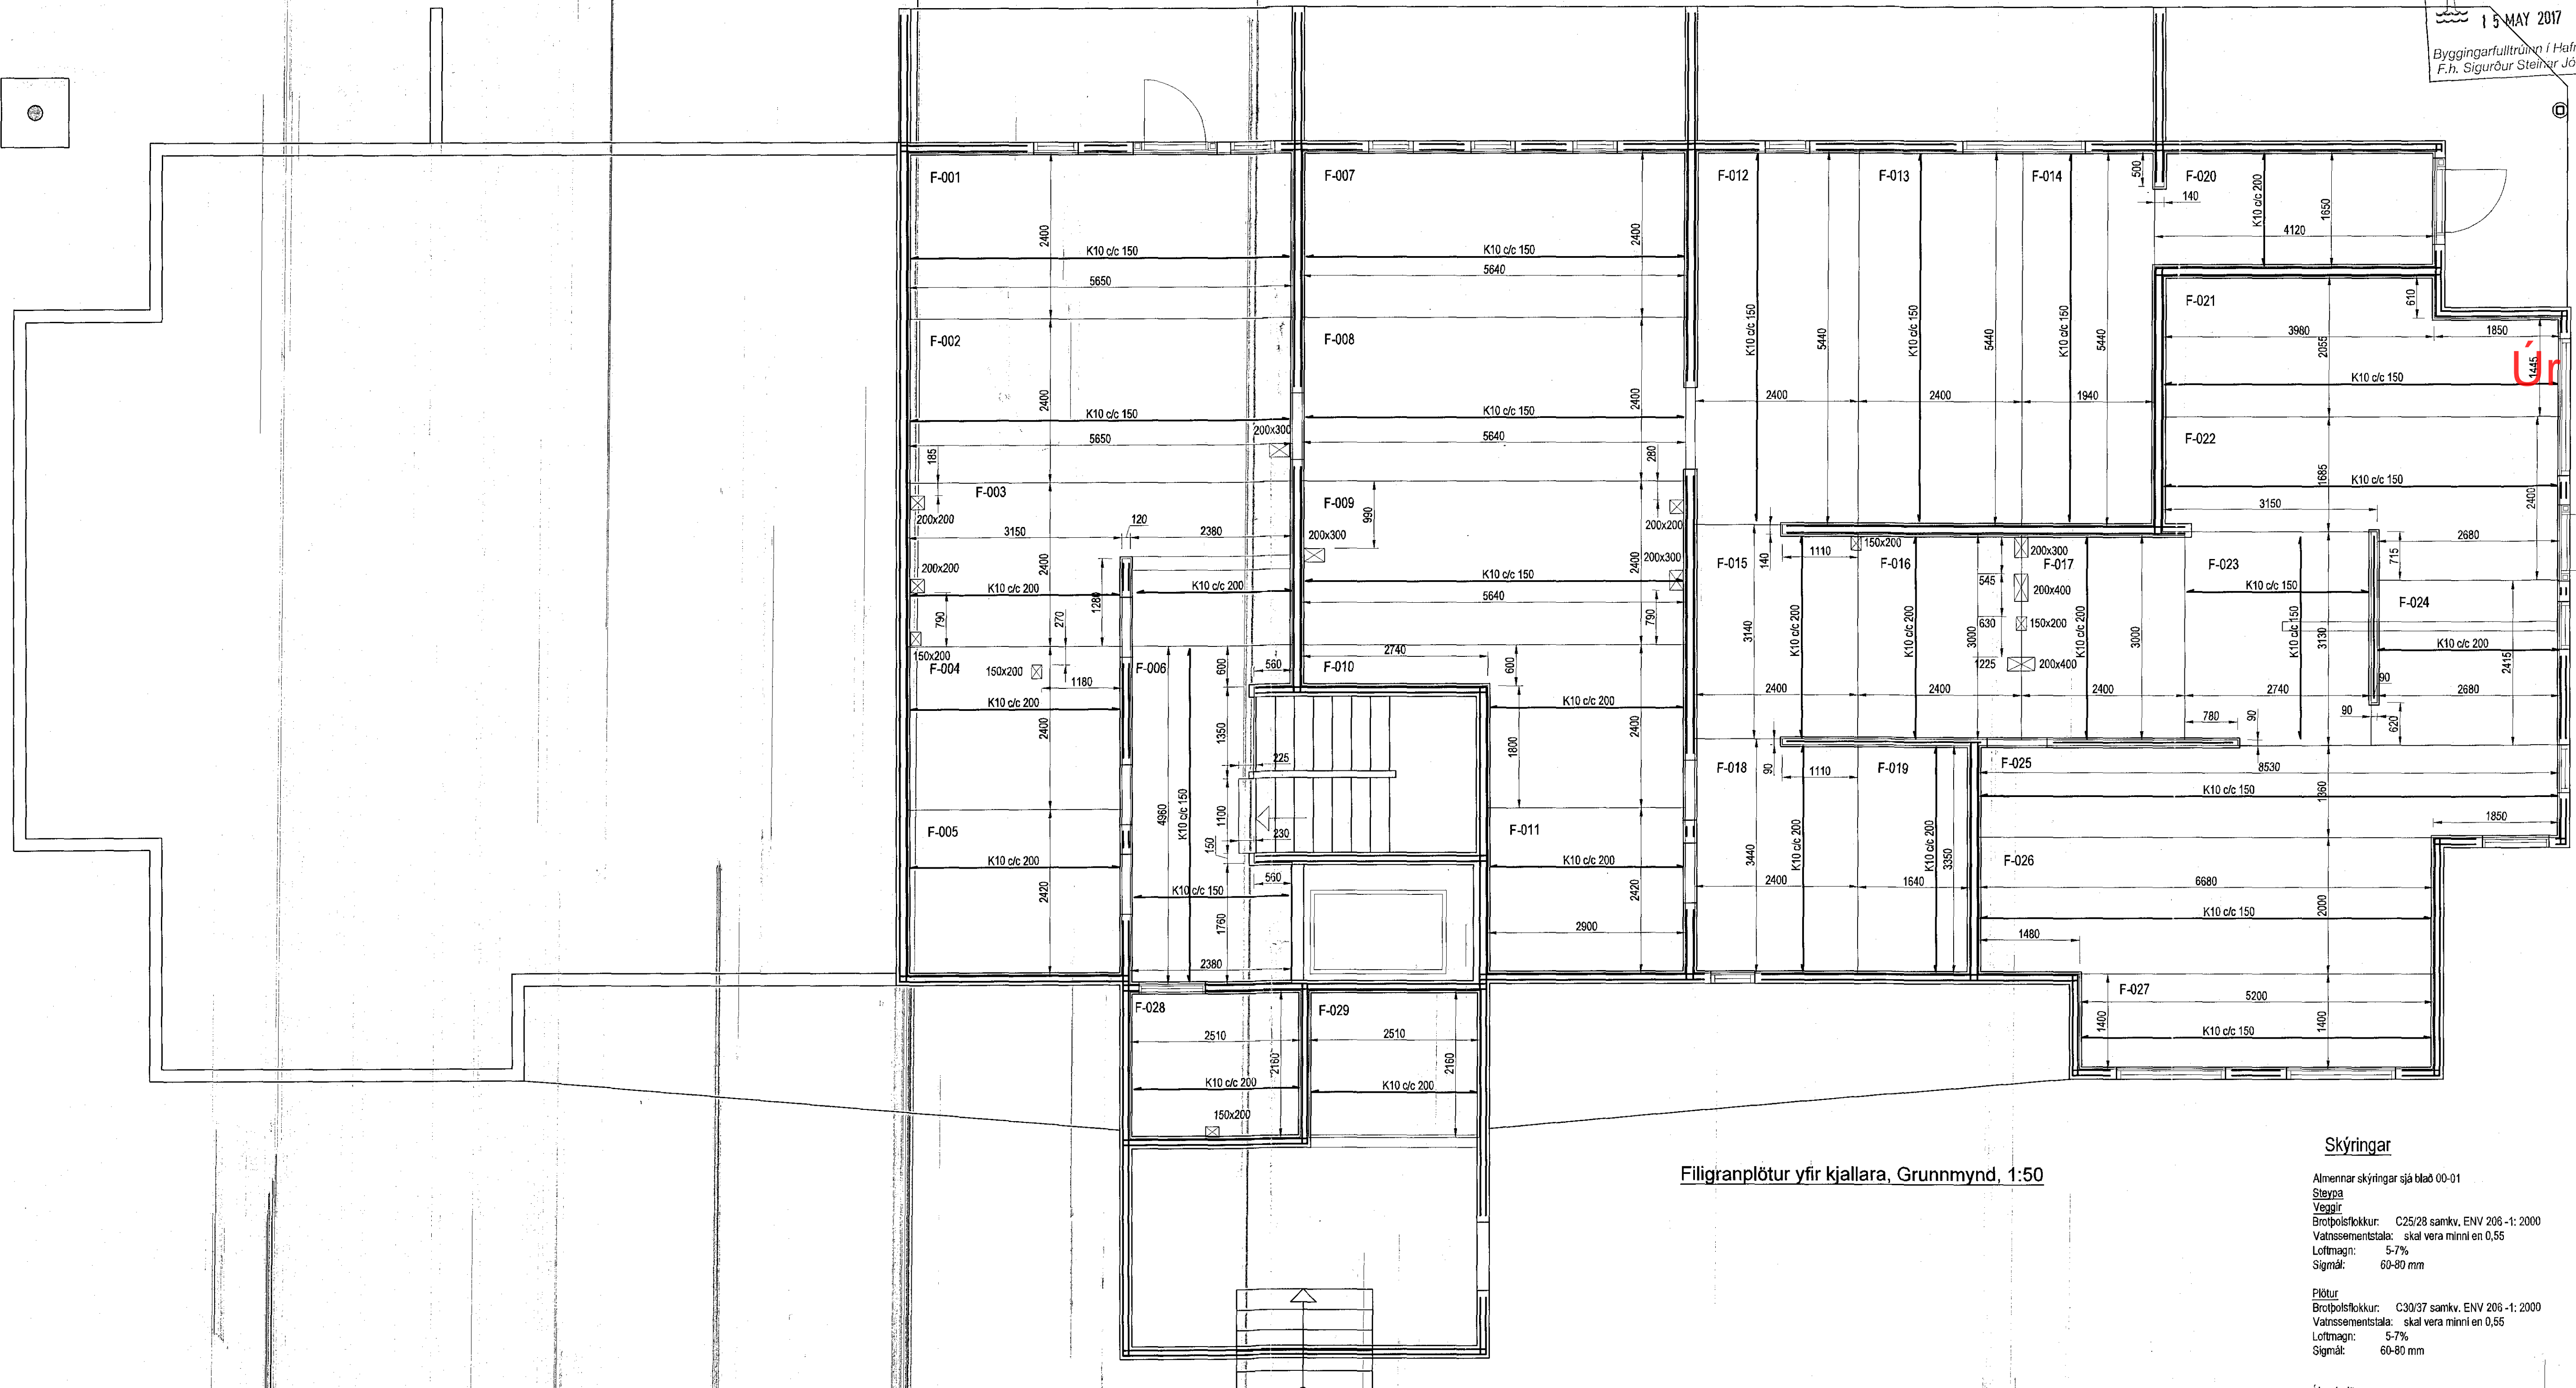 1 5 MAY 2017
Byggingarfulltrúinn í
F.h. Sigurður Steinar
F-001
F-007
F-012
F-013
F-014
500
F-020
140
K10 c/c 200
1650
4120
2400
K10 c/c 150
5650
2400
K10 c/c 150
5640
K10 c/c 150
5440
K10 c/c 150
5440
K10 c/c 150
5440
F-021
610
3980
1850
2055
1445
Úr
K10 c/c 150
F-002
F-008
2400
K10 c/c 150
5650
200x300
2400
K10 c/c 150
5640
2400
2400
1940
F-022
1685
K10 c/c 150
2400
3150
185
F-003
200x200
120
3150
2380
280
F-009
990
200x200
200x300
200x300
200x200
2400
K10 c/c 200
K10 c/c 200
1280
790
270
150x200
2400
K10 c/c 150
5640
790
F-015
140
1110
150x200
F-016
200x300
F-017
545
200x400
630
150x200
1225
200x400
K10 c/c 200
3140
K10 c/c 200
3000
K10 c/c 200
3000
F-023
K10 c/c 150
K10 c/c 150
3130
715
2680
F-024
K10 c/c 200
2415
90
2680
F-004
150x200
1180
K10 c/c 200
2400
F-006
600
560
F-010
2740
600
K10 c/c 200
2400
1800
1350
225
4960
K10 c/c 150
1100
230
150
560
2400
2400
2400
2740
780
90
90
620
F-018
90
1110
F-019
F-025
8530
K10 c/c 150
1360
1850
F-005
K10 c/c 200
2420
K10 c/c 150
1760
2380
F-011
K10 c/c 200
2420
2900
3440
K10 c/c 200
K10 c/c 200
3350
2400
1640
F-026
6680
K10 c/c 150
2000
1480
F-028
2510
2160
K10 c/c 200
150x200
F-029
2510
2160
K10 c/c 200
F-027
5200
1400
K10 c/c 150
1400
Filigranplötur yfir kjallara, Grunnmynd, 1:50
Skýringar
Almennar skýringar sjá blað 00-01
Steypa
Veggir
Brotþolsflokkur: C25/28 samkv. ENV 206 -1: 2000
Vatnssementstala: skal vera minni en 0,55
Loftmagn: 5-7%
Sigmál: 60-80 mm
Plötur
Brotþolsflokkur: C30/37 samkv. ENV 206 -1: 2000
Vatnssementstala: skal vera minni en 0,55
Loftmagn: 5-7%
Sigmál: 60-80 mm